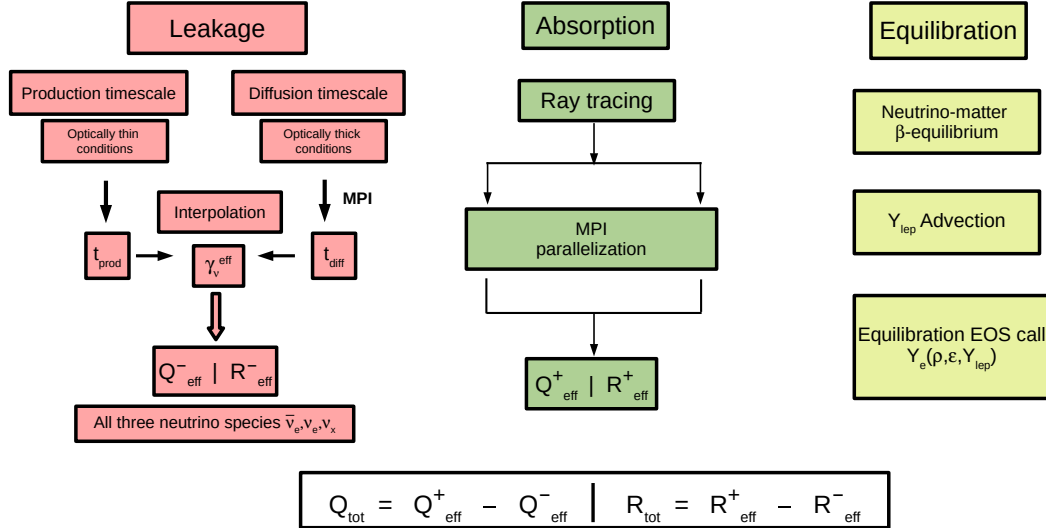 Leakage
Production timescale
Diffusion timescale
Optically thin
conditions
Optically thick
conditions
MPI
Interpolation
t_prod
γ_ν^eff
t_diff
Q⁻_eff | R⁻_eff
All three neutrino species ν̅_e,ν_e,ν_x
Absorption
Ray tracing
MPI
parallelization
Q⁺_eff | R⁺_eff
Equilibration
Neutrino-matter
β-equilibrium
Y_lep Advection
Equilibration EOS call
Y_e(ρ,ε,Y_lep)
Q_tot = Q⁺_eff − Q⁻_eff | R_tot = R⁺_eff − R⁻_eff